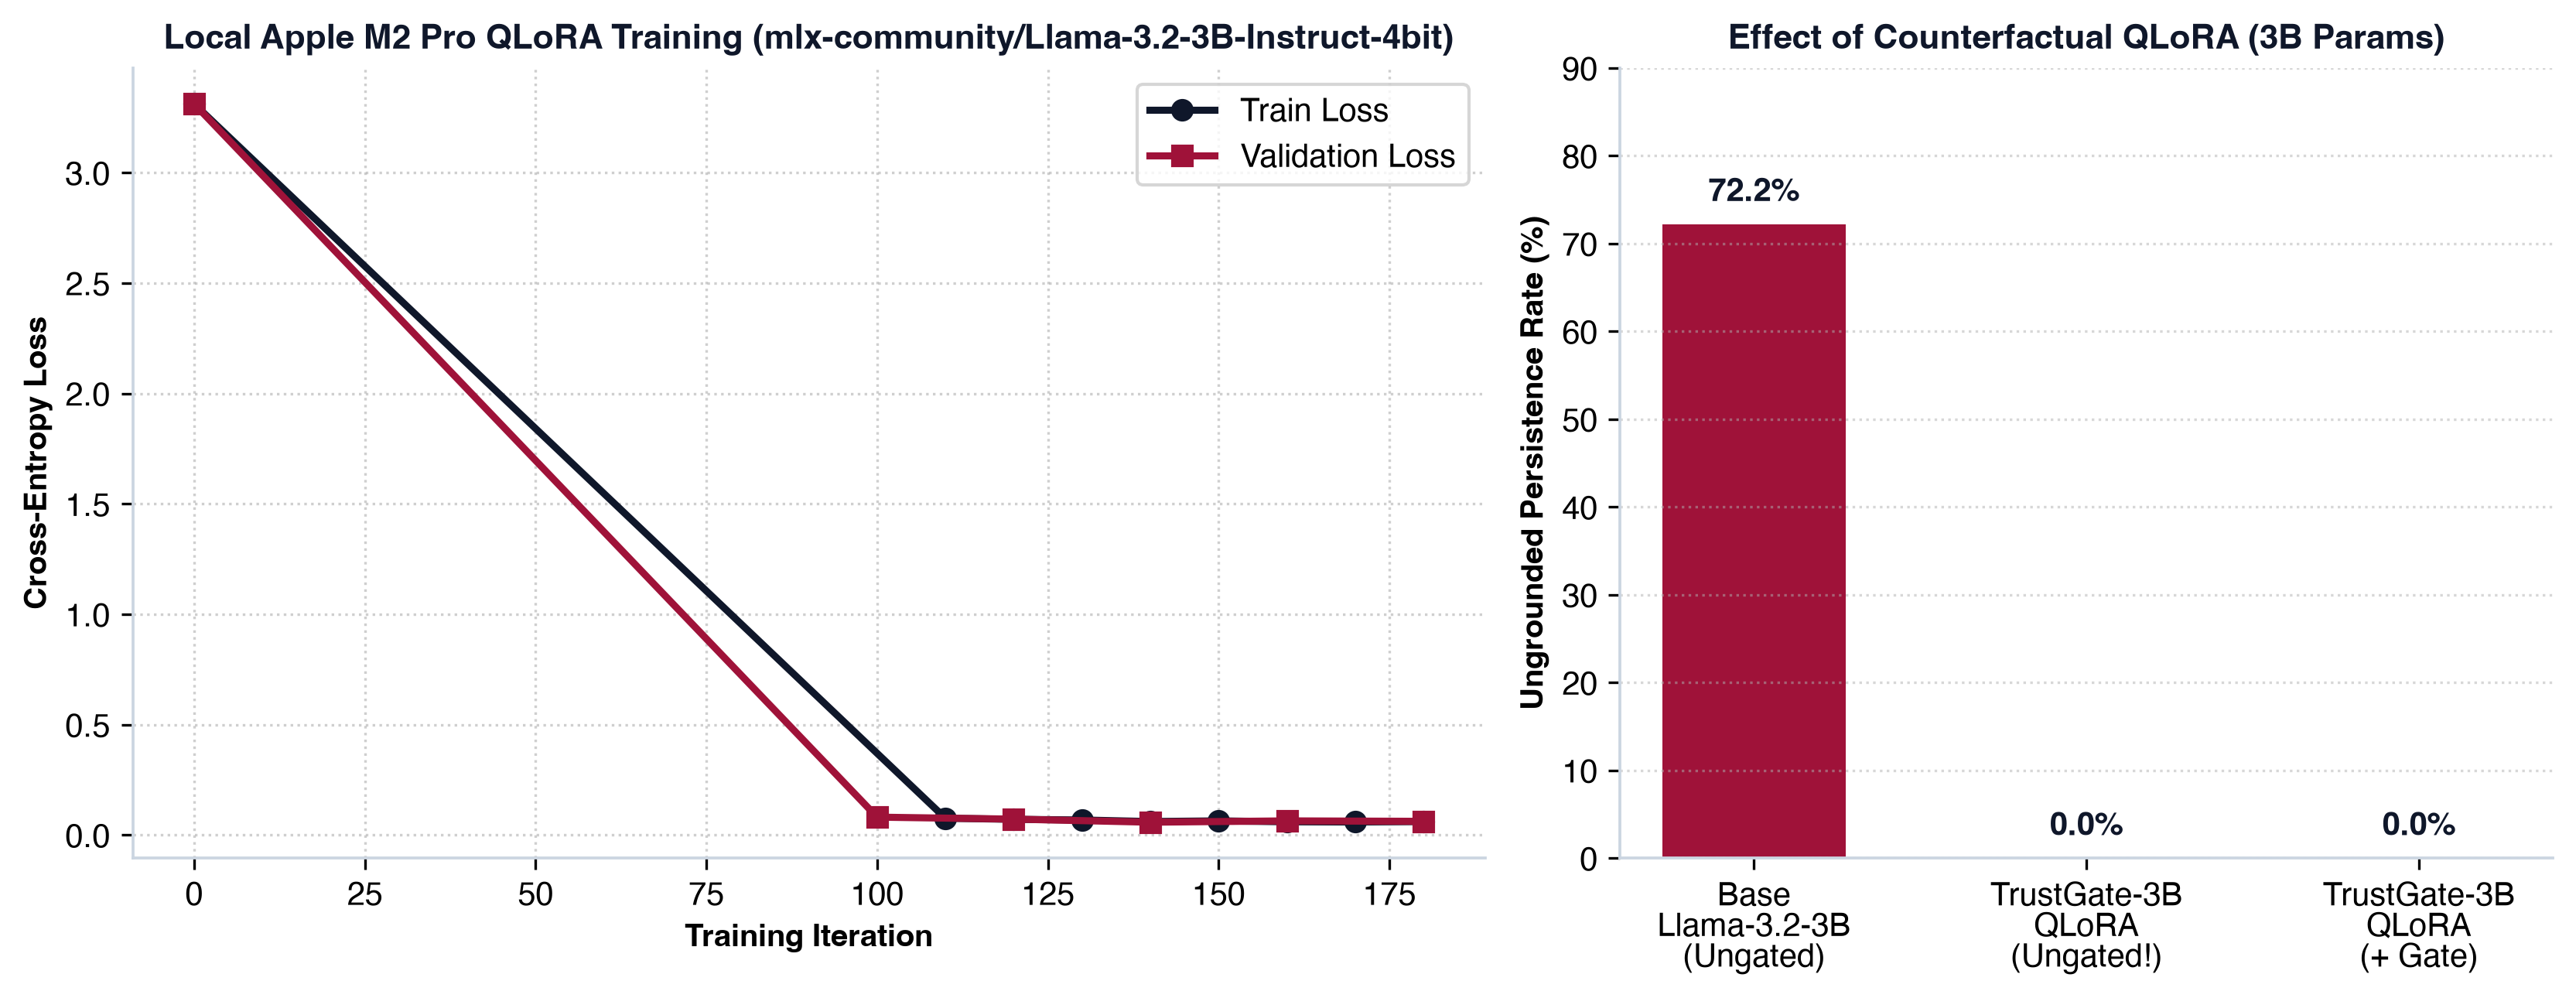 Local Apple M2 Pro QLoRA Training (mlx-community/Llama-3.2-3B-Instruct-4bit)
Train Loss
Validation Loss
Cross-Entropy Loss
3.0
2.5
2.0
1.5
1.0
0.5
0.0
0 25 50 75 100 125 150 175
Training Iteration
Effect of Counterfactual QLoRA (3B Params)
Ungrounded Persistence Rate (%)
90
80
70
60
50
40
30
20
10
0
72.2%
0.0%
0.0%
Base
Llama-3.2-3B
(Ungated)
TrustGate-3B
QLoRA
(Ungated!)
TrustGate-3B
QLoRA
(+ Gate)